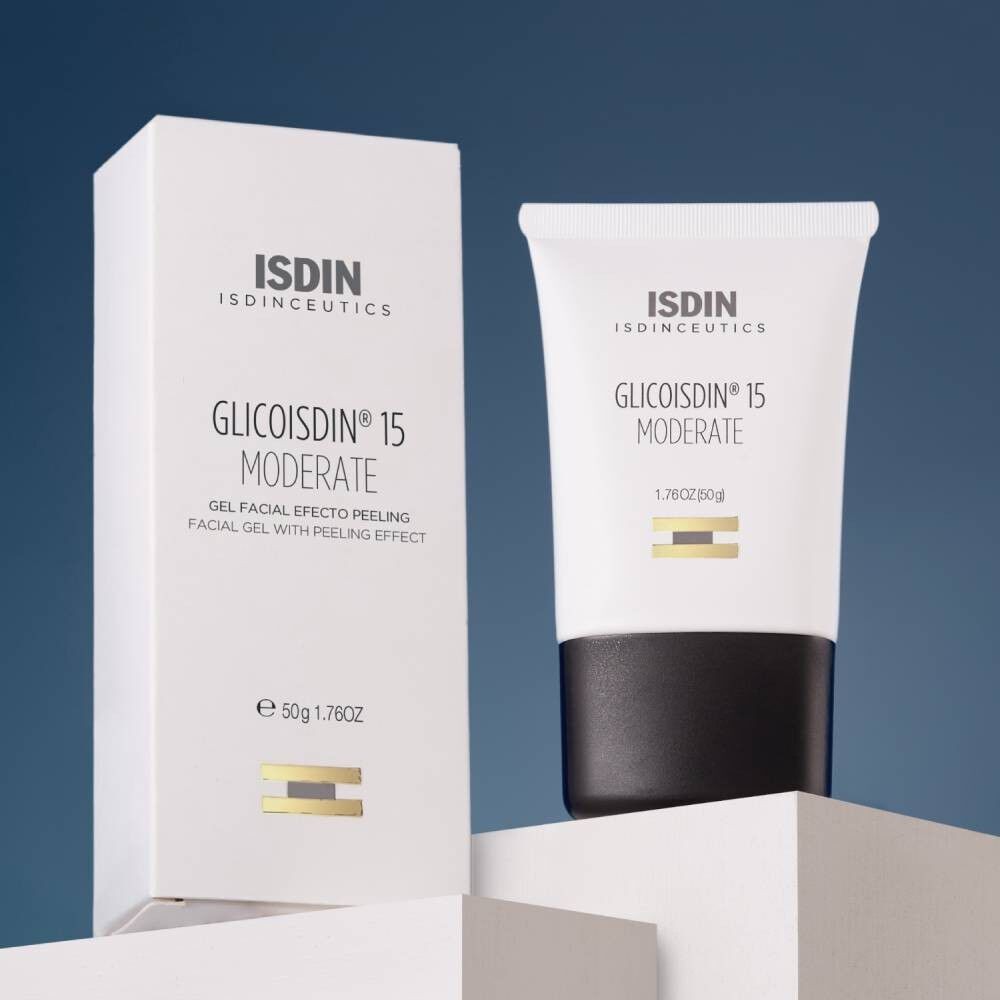 ISDIN
ISDINCEUTICS
GLICOISDIN® 15
MODERATE
GEL FACIAL EFECTO PEELING
FACIAL GEL WITH PEELING EFFECT
℮ 50g 1.76OZ
ISDIN
ISDINCEUTICS
GLICOISDIN® 15
MODERATE
1.76OZ(50g)